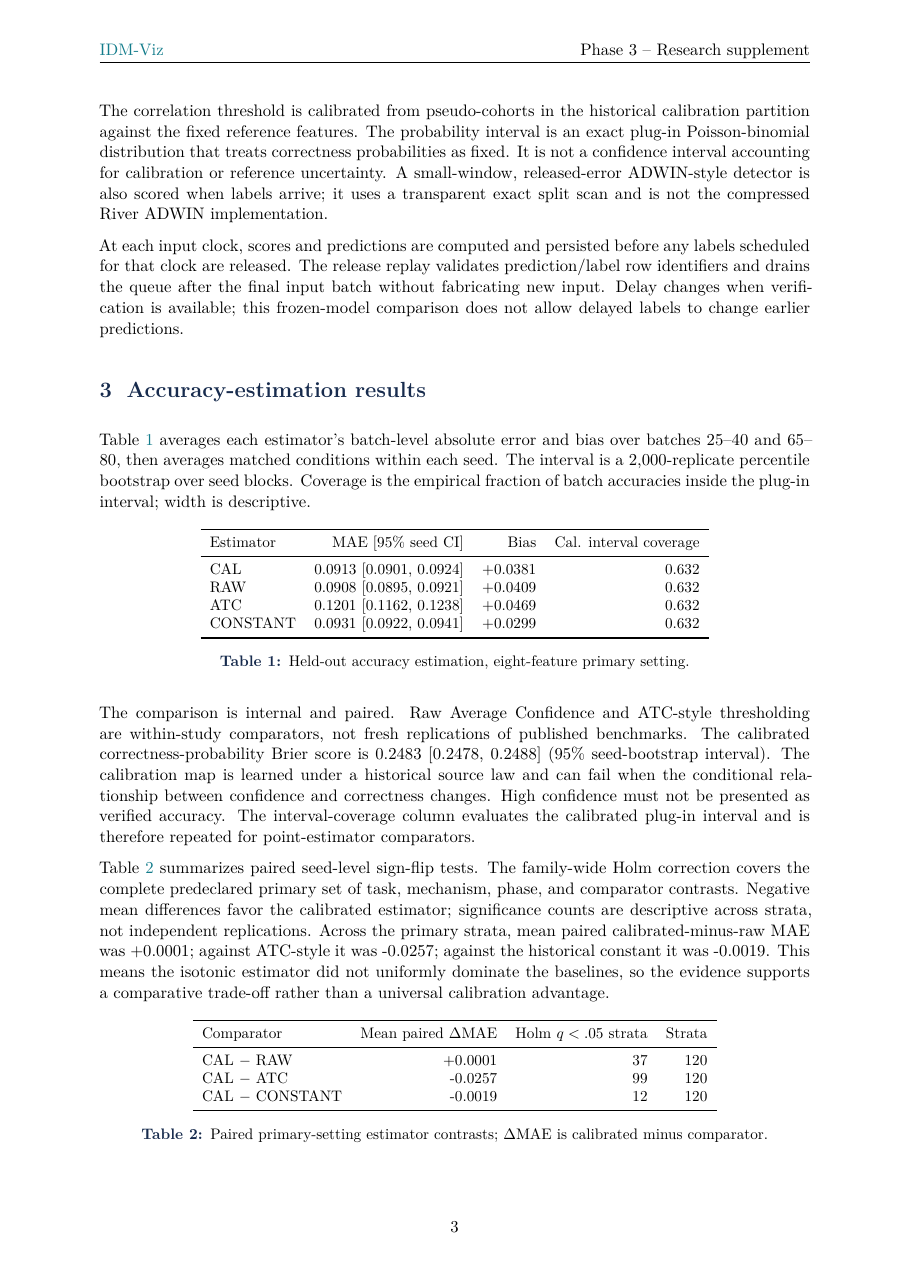 IDM-Viz Phase 3 – Research supplement
The correlation threshold is calibrated from pseudo-cohorts in the historical calibration partition
against the fixed reference features. The probability interval is an exact plug-in Poisson-binomial
distribution that treats correctness probabilities as fixed. It is not a confidence interval accounting
for calibration or reference uncertainty. A small-window, released-error ADWIN-style detector is
also scored when labels arrive; it uses a transparent exact split scan and is not the compressed
River ADWIN implementation.
At each input clock, scores and predictions are computed and persisted before any labels scheduled
for that clock are released. The release replay validates prediction/label row identifiers and drains
the queue after the final input batch without fabricating new input. Delay changes when verifi-
cation is available; this frozen-model comparison does not allow delayed labels to change earlier
predictions.
3 Accuracy-estimation results
Table 1 averages each estimator's batch-level absolute error and bias over batches 25–40 and 65–
80, then averages matched conditions within each seed. The interval is a 2,000-replicate percentile
bootstrap over seed blocks. Coverage is the empirical fraction of batch accuracies inside the plug-in
interval; width is descriptive.
Estimator MAE [95% seed CI] Bias Cal. interval coverage
CAL 0.0913 [0.0901, 0.0924] +0.0381 0.632
RAW 0.0908 [0.0895, 0.0921] +0.0409 0.632
ATC 0.1201 [0.1162, 0.1238] +0.0469 0.632
CONSTANT 0.0931 [0.0922, 0.0941] +0.0299 0.632
Table 1: Held-out accuracy estimation, eight-feature primary setting.
The comparison is internal and paired. Raw Average Confidence and ATC-style thresholding
are within-study comparators, not fresh replications of published benchmarks. The calibrated
correctness-probability Brier score is 0.2483 [0.2478, 0.2488] (95% seed-bootstrap interval). The
calibration map is learned under a historical source law and can fail when the conditional rela-
tionship between confidence and correctness changes. High confidence must not be presented as
verified accuracy. The interval-coverage column evaluates the calibrated plug-in interval and is
therefore repeated for point-estimator comparators.
Table 2 summarizes paired seed-level sign-flip tests. The family-wide Holm correction covers the
complete predeclared primary set of task, mechanism, phase, and comparator contrasts. Negative
mean differences favor the calibrated estimator; significance counts are descriptive across strata,
not independent replications. Across the primary strata, mean paired calibrated-minus-raw MAE
was +0.0001; against ATC-style it was -0.0257; against the historical constant it was -0.0019. This
means the isotonic estimator did not uniformly dominate the baselines, so the evidence supports
a comparative trade-off rather than a universal calibration advantage.
Comparator Mean paired ΔMAE Holm q < .05 strata Strata
CAL − RAW +0.0001 37 120
CAL − ATC -0.0257 99 120
CAL − CONSTANT -0.0019 12 120
Table 2: Paired primary-setting estimator contrasts; ΔMAE is calibrated minus comparator.
3